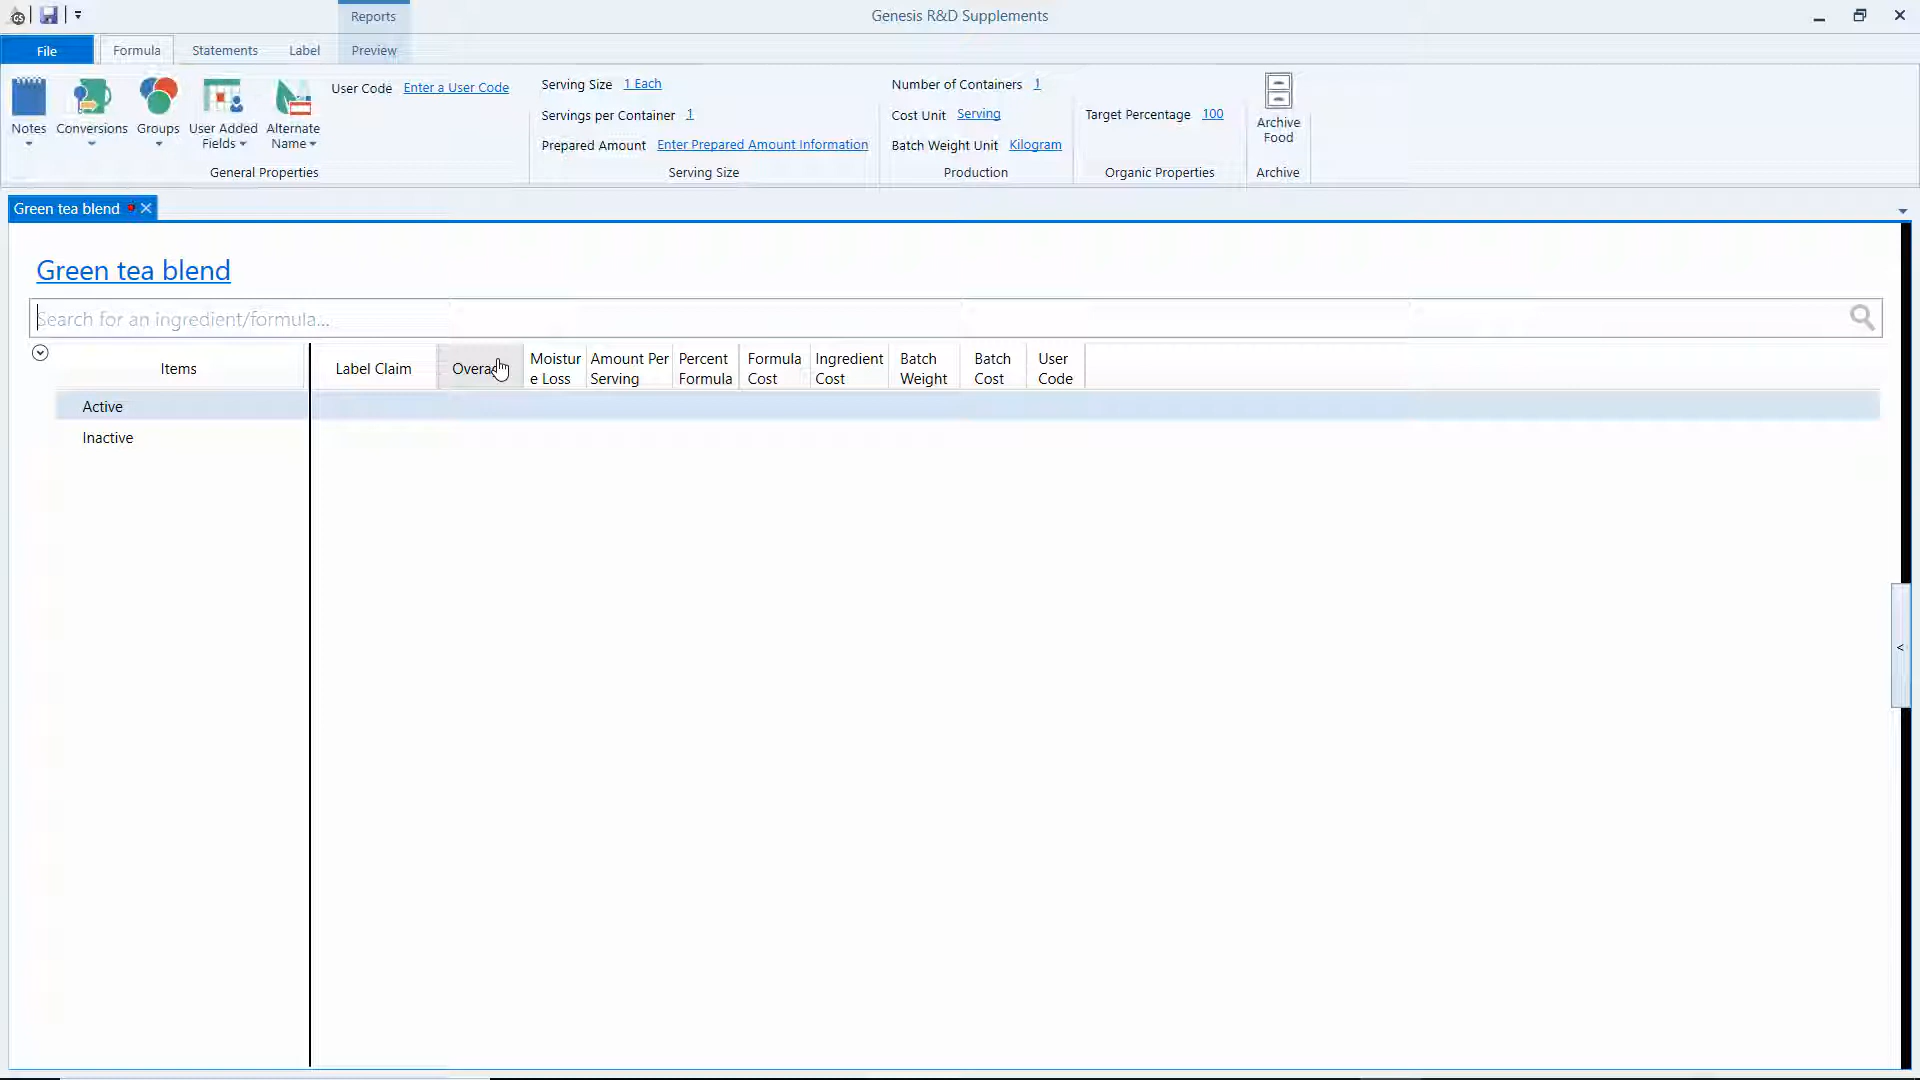 GS
Reports
Genesis R&D Supplements
File
Formula
Statements
Label
Preview
Notes
Conversions
Groups
User Added
Fields
Alternate
Name
User Code Enter a User Code
General Properties
Serving Size 1 Each
Servings per Container 1
Prepared Amount Enter Prepared Amount Information
Serving Size
Number of Containers 1
Cost Unit Serving
Batch Weight Unit Kilogram
Production
Target Percentage 100
Organic Properties
Archive
Food
Archive
Green tea blend
Green tea blend
Search for an ingredient/formula...
Items
Label Claim
Moistur
e Loss
Amount Per
Serving
Percent
Formula
Formula
Cost
Ingredient
Cost
Batch
Weight
Batch
Cost
User
Code
Active
Inactive
<